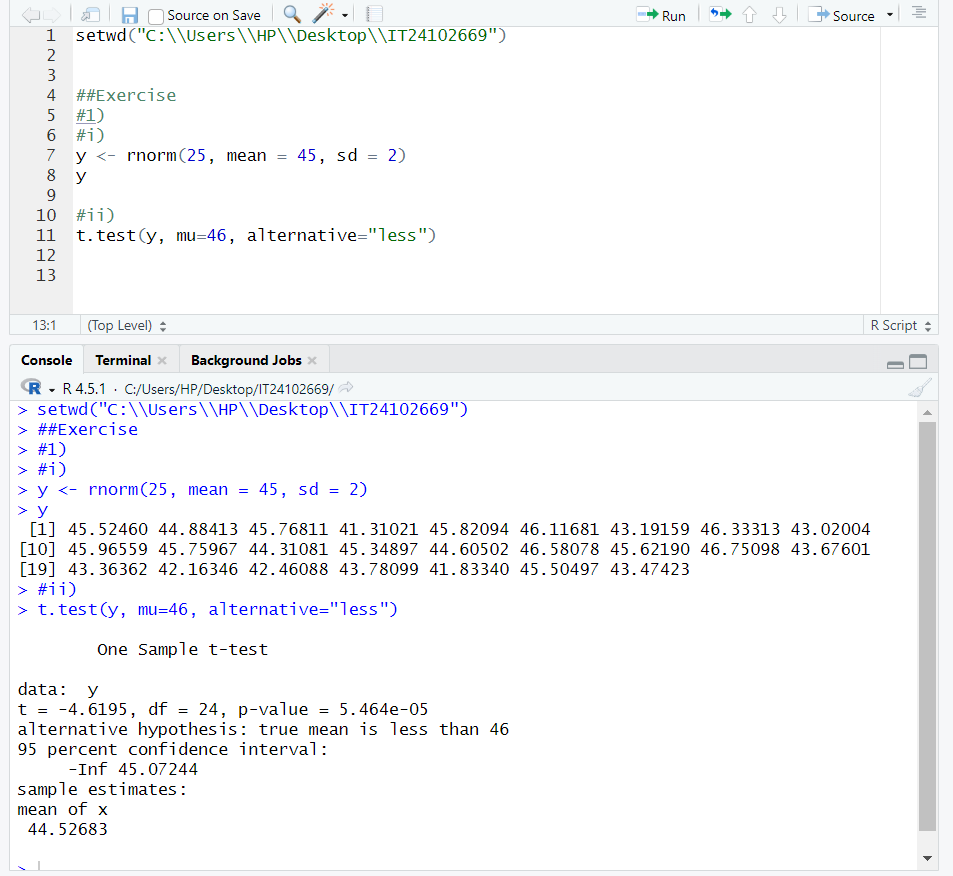 Source on Save
Run
Source
1 setwd("C:\\Users\\HP\\Desktop\\IT24102669")
2
3
4 ##Exercise
5 #1)
6 #i)
7 y <- rnorm(25, mean = 45, sd = 2)
8 y
9
10 #ii)
11 t.test(y, mu=46, alternative="less")
12
13
13:1 (Top Level) R Script
Console Terminal Background Jobs
R R 4.5.1 · C:/Users/HP/Desktop/IT24102669/
> setwd("C:\\Users\\HP\\Desktop\\IT24102669")
> ##Exercise
> #1)
> #i)
> y <- rnorm(25, mean = 45, sd = 2)
> y
[1] 45.52460 44.88413 45.76811 41.31021 45.82094 46.11681 43.19159 46.33313 43.02004
[10] 45.96559 45.75967 44.31081 45.34897 44.60502 46.58078 45.62190 46.75098 43.67601
[19] 43.36362 42.16346 42.46088 43.78099 41.83340 45.50497 43.47423
> #ii)
> t.test(y, mu=46, alternative="less")
One Sample t-test
data: y
t = -4.6195, df = 24, p-value = 5.464e-05
alternative hypothesis: true mean is less than 46
95 percent confidence interval:
-Inf 45.07244
sample estimates:
mean of x
44.52683
>